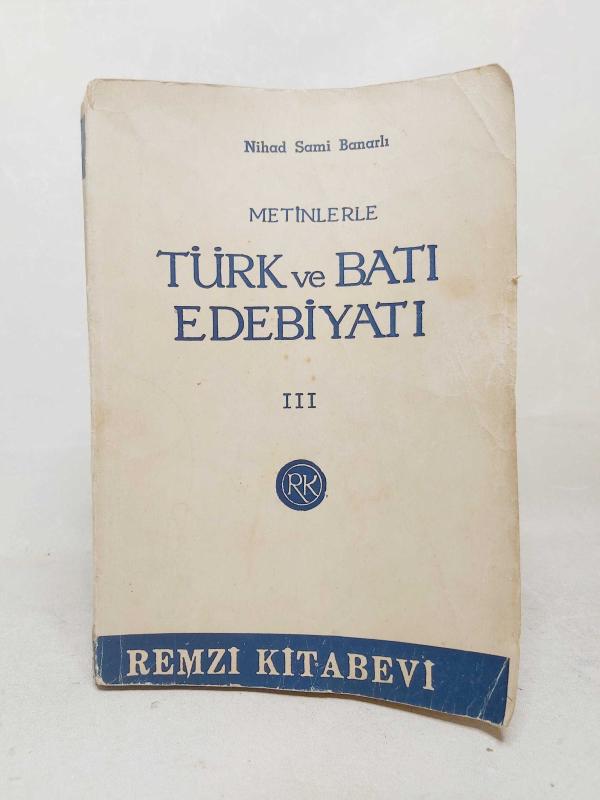 Nihad Sami Banarlı
METİNLERLE
TÜRK ve BATI
EDEBİYATI
III
RK
REMZİ KİTABEVİ